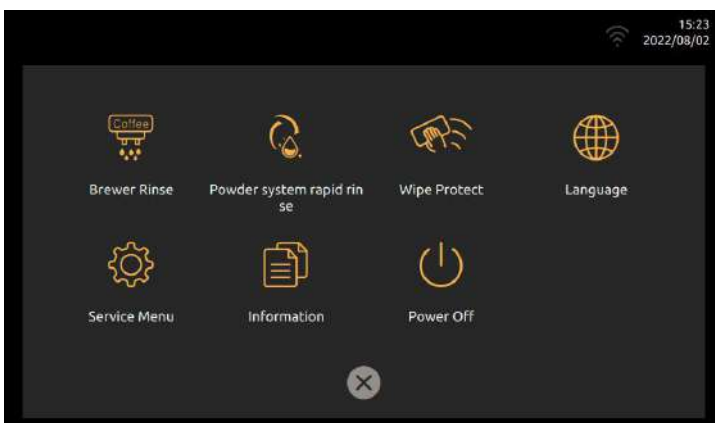 15:23
2022/08/02
Coffee
Brewer Rinse
Powder system rapid rin
se
Wipe Protect
Language
Service Menu
Information
Power Off